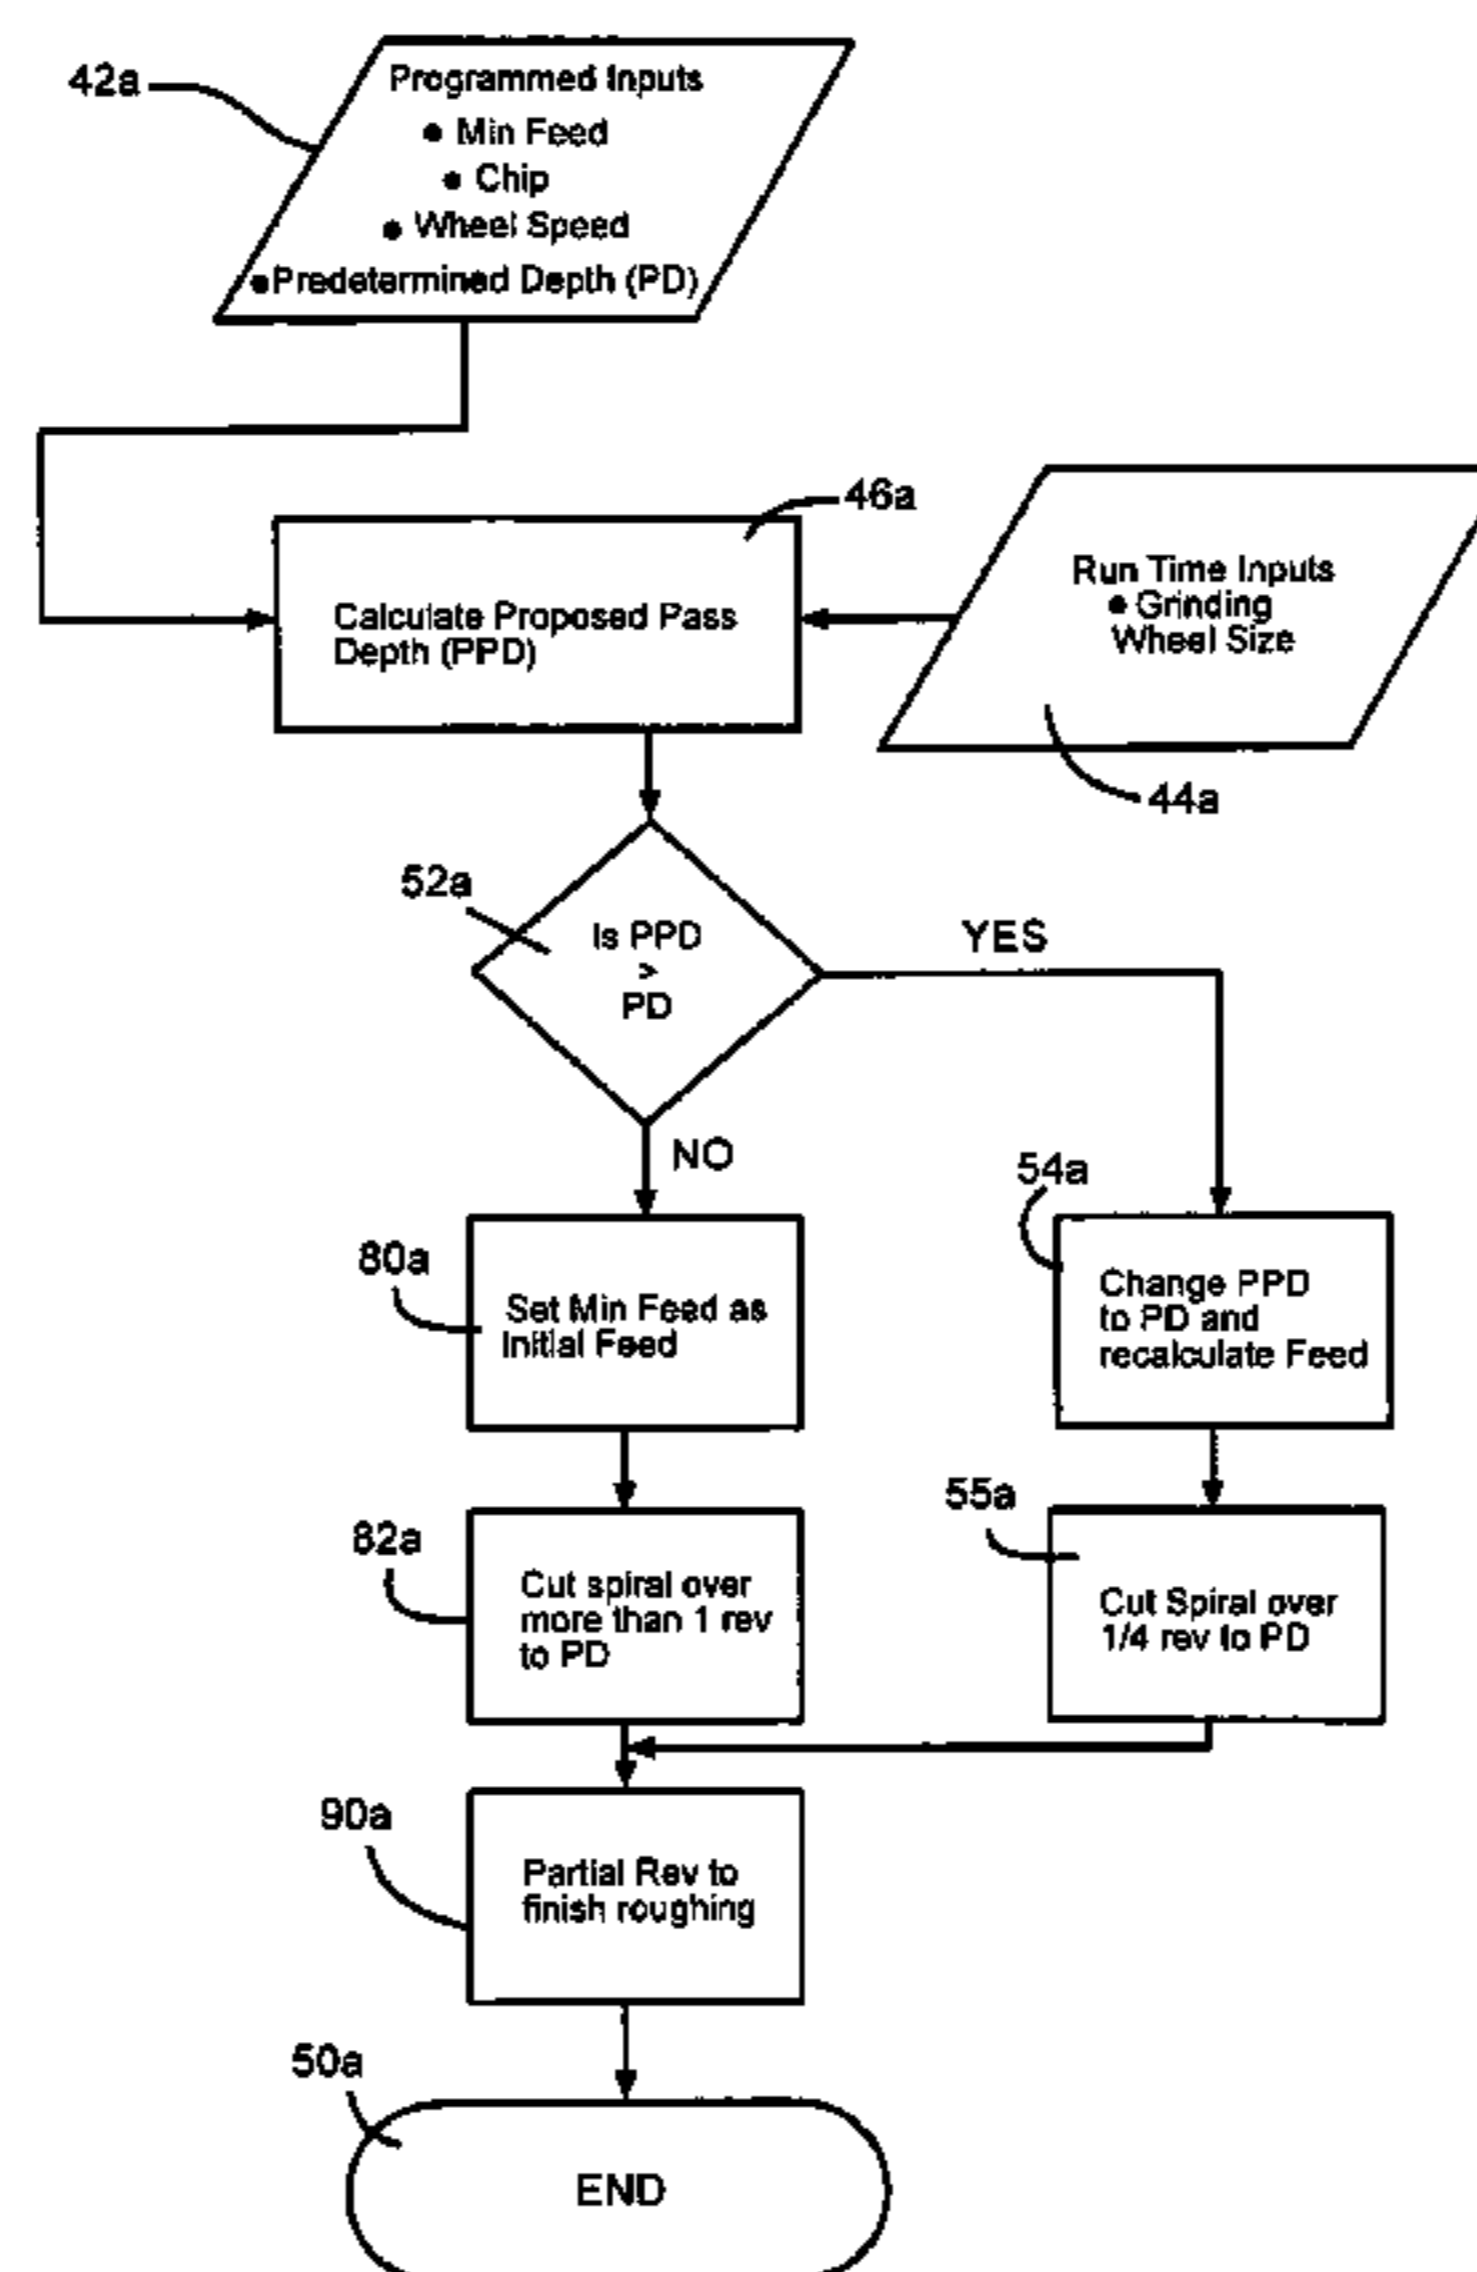 42a
Programmed Inputs
• Min Feed
• Chip
• Wheel Speed
•Predetermined Depth (PD)
46a
Calculate Proposed Pass
Depth (PPD)
Run Time Inputs
• Grinding
Wheel Size
44a
52a
Is PPD
>
PD
YES
NO
54a
80a
Set Min Feed as
Initial Feed
Change PPD
to PD and
recalculate Feed
55a
82a
Cut spiral over
more than 1 rev
to PD
Cut Spiral over
1/4 rev to PD
90a
Partial Rev to
finish roughing
50a
END